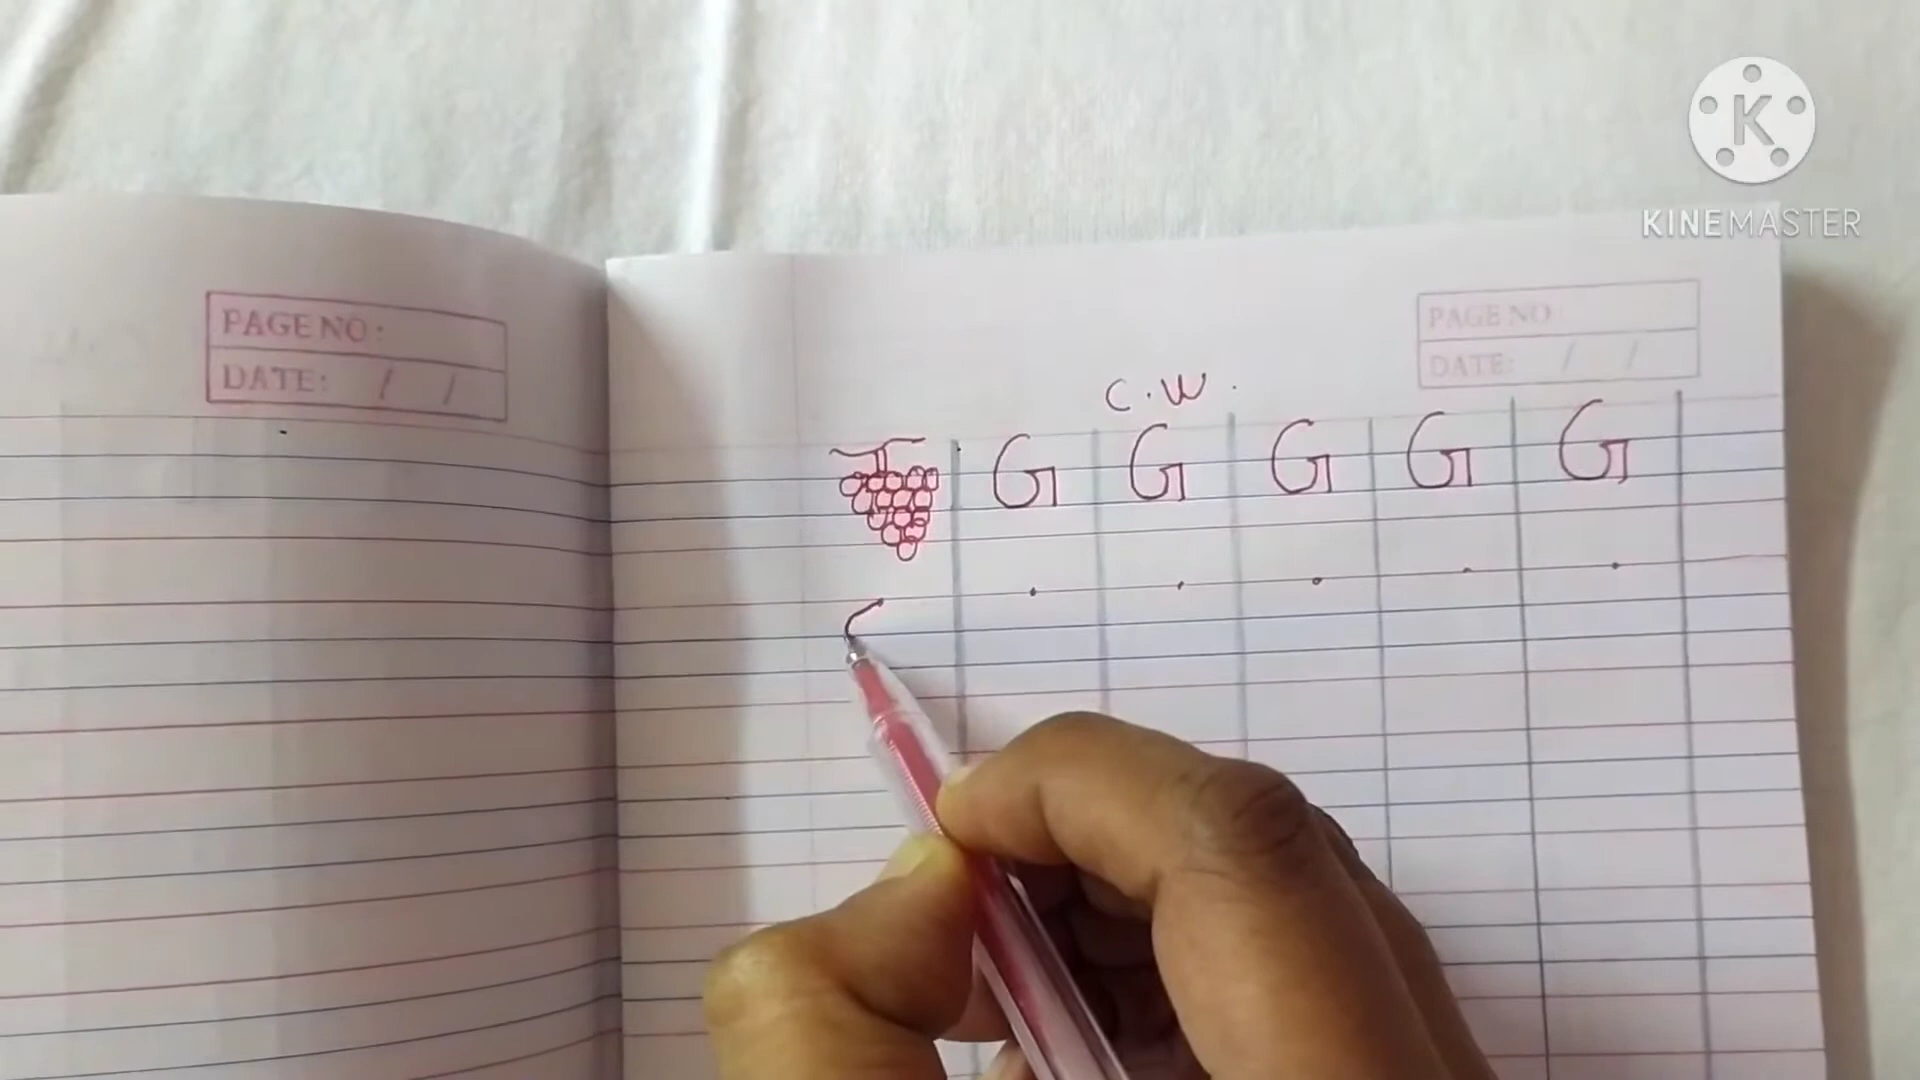 K
KINEMASTER
PAGE NO:
DATE: / /
PAGE NO:
DATE: / /
C.W.
G G G G G